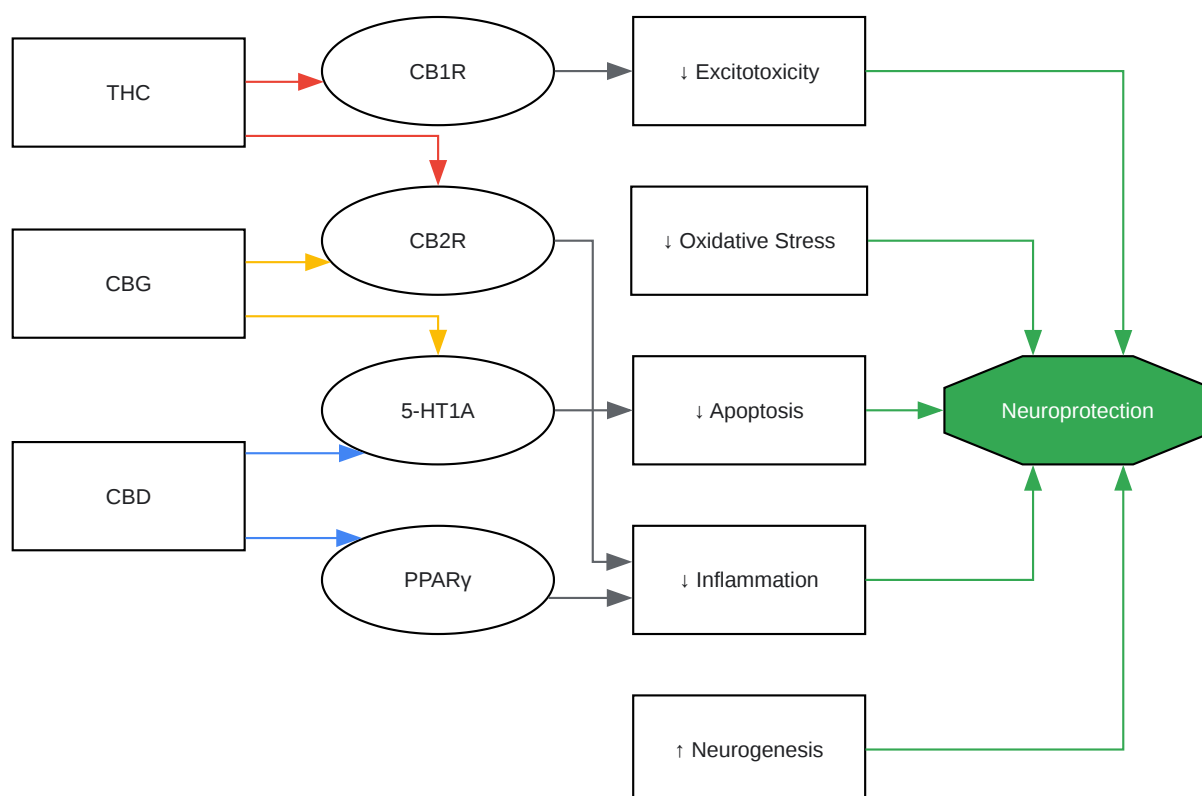 THC
CB1R
↓ Excitotoxicity
CBG
CB2R
↓ Oxidative Stress
5-HT1A
↓ Apoptosis
Neuroprotection
CBD
PPARγ
↓ Inflammation
↑ Neurogenesis